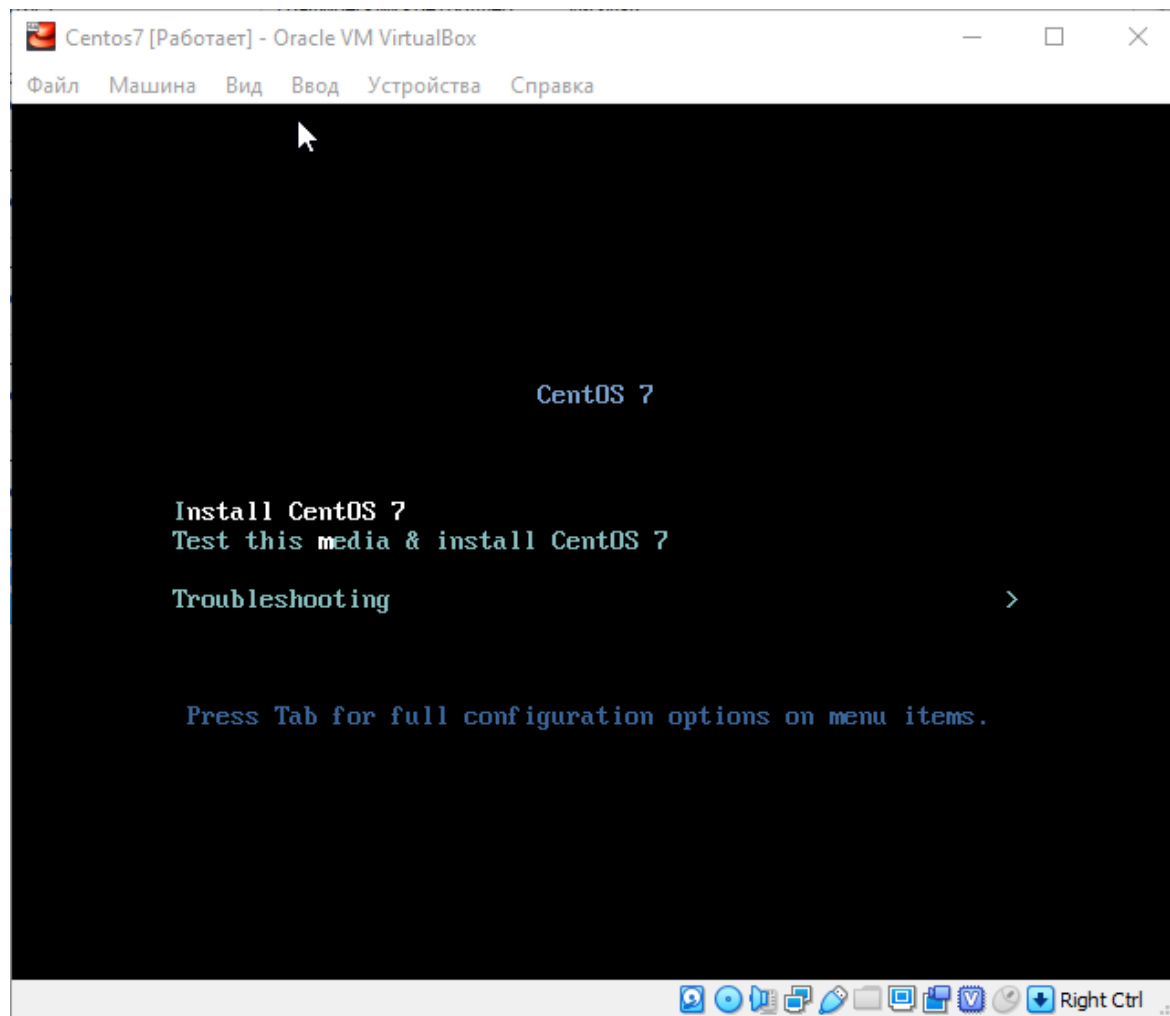 Centos7 [Работает] - Oracle VM VirtualBox
Файл Машина Вид Ввод Устройства Справка
CentOS 7
Install CentOS 7
Test this media & install CentOS 7
Troubleshooting >
Press Tab for full configuration options on menu items.
Right Ctrl